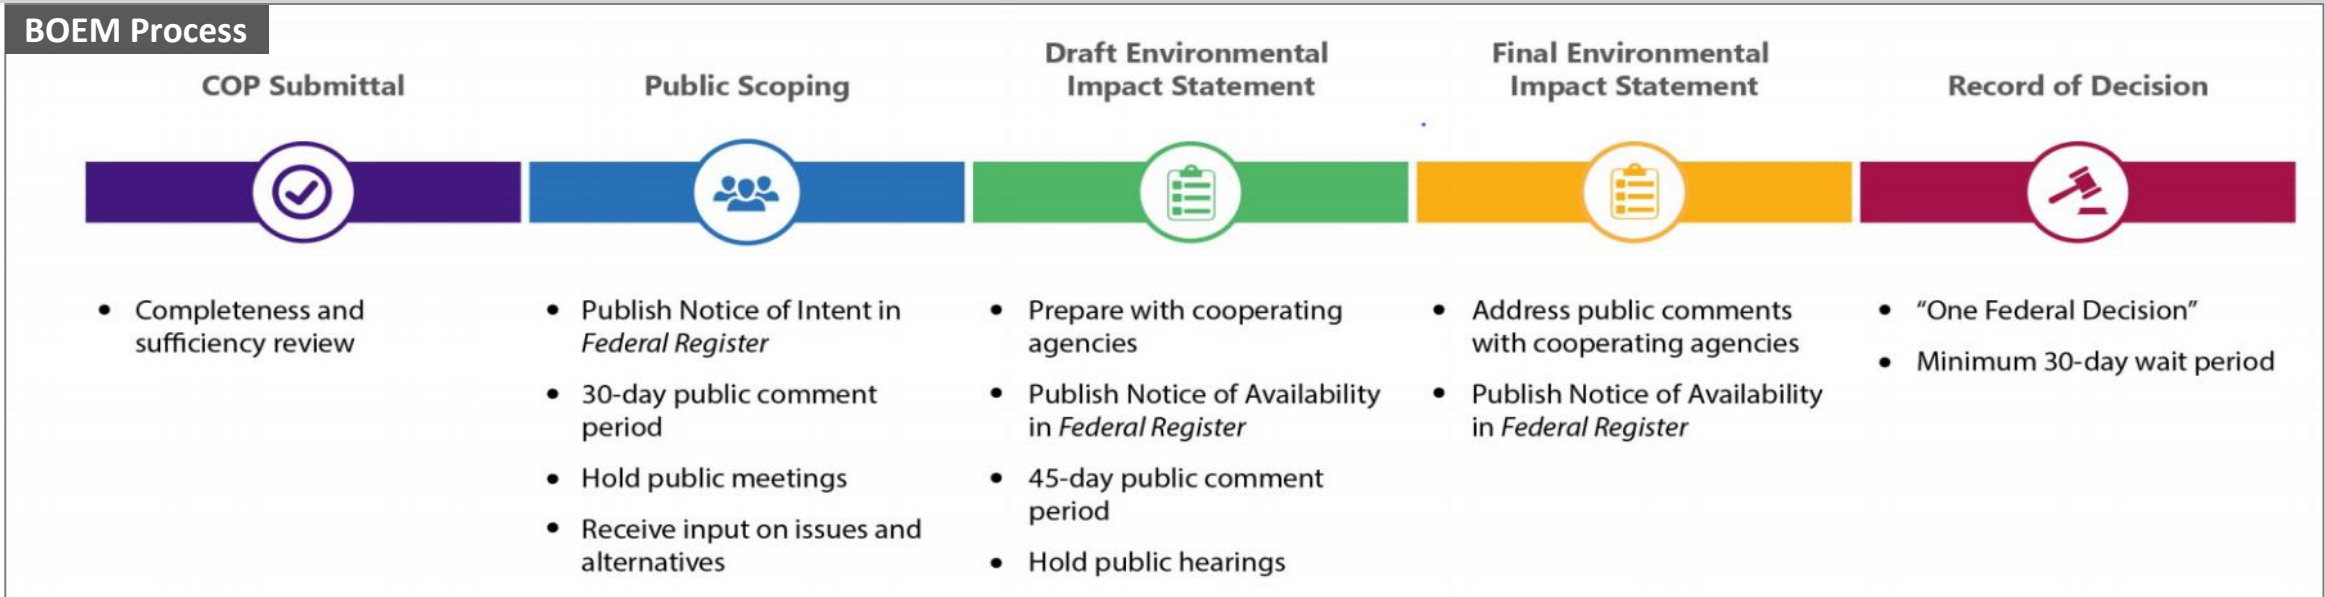 BOEM Process
COP Submittal
Public Scoping
Draft Environmental
Impact Statement
Final Environmental
Impact Statement
Record of Decision
• Completeness and
sufficiency review
• Publish Notice of Intent in
Federal Register
• 30-day public comment
period
• Hold public meetings
• Receive input on issues and
alternatives
• Prepare with cooperating
agencies
• Publish Notice of Availability
in Federal Register
• 45-day public comment
period
• Hold public hearings
• Address public comments
with cooperating agencies
• Publish Notice of Availability
in Federal Register
• “One Federal Decision”
• Minimum 30-day wait period